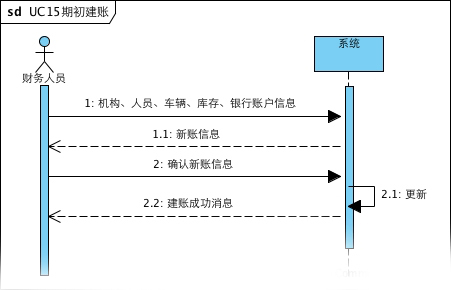 sd UC15期初建账
系统
财务人员
1: 机构、人员、车辆、库存、银行账户信息
1.1: 新账信息
2: 确认新账信息
2.1: 更新
2.2: 建账成功消息